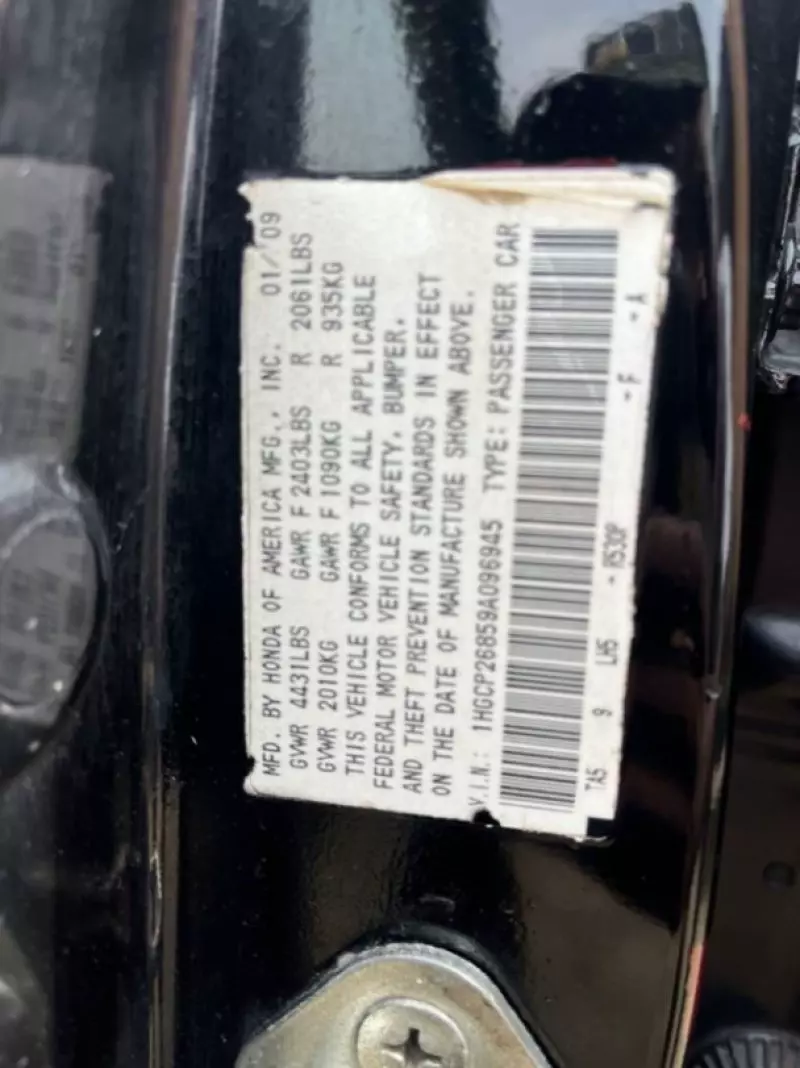 MFD. BY HONDA OF AMERICA MFG., INC. 01/09
GVWR 4431LBS GAWR F 2403LBS R 2061LBS
GVWR 2010KG GAWR F 1090KG R 935KG
THIS VEHICLE CONFORMS TO ALL APPLICABLE
FEDERAL MOTOR VEHICLE SAFETY, BUMPER,
AND THEFT PREVENTION STANDARDS IN EFFECT
ON THE DATE OF MANUFACTURE SHOWN ABOVE.
V.I.N.: 1HGCP26859A096945 TYPE: PASSENGER CAR
TA5 9 LH5 - R530P - F - A